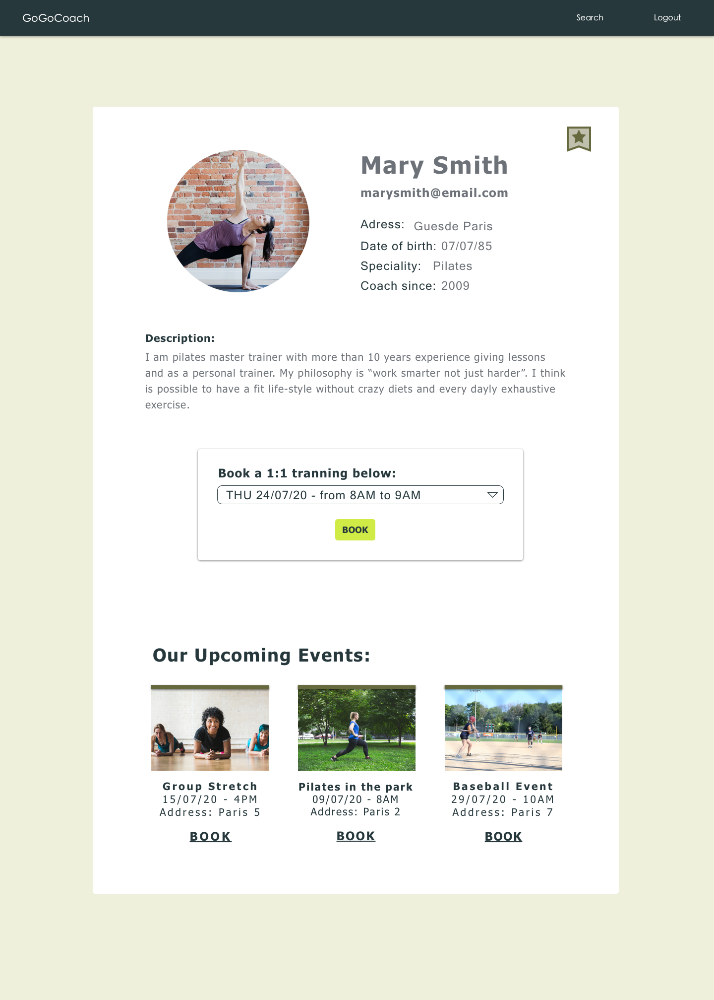 GoGoCoach
Search
Logout
Mary Smith
marysmith@email.com
Adress: Guesde Paris
Date of birth: 07/07/85
Speciality: Pilates
Coach since: 2009
Description:
I am pilates master trainer with more than 10 years experience giving lessons
and as a personal trainer. My philosophy is “work smarter not just harder”. I think
is possible to have a fit life-style without crazy diets and every dayly exhaustive
exercise.
Book a 1:1 tranning below:
THU 24/07/20 - from 8AM to 9AM
BOOK
Our Upcoming Events:
Group Stretch
15/07/20 - 4PM
Address: Paris 5
BOOK
Pilates in the park
09/07/20 - 8AM
Address: Paris 2
BOOK
Baseball Event
29/07/20 - 10AM
Address: Paris 7
BOOK